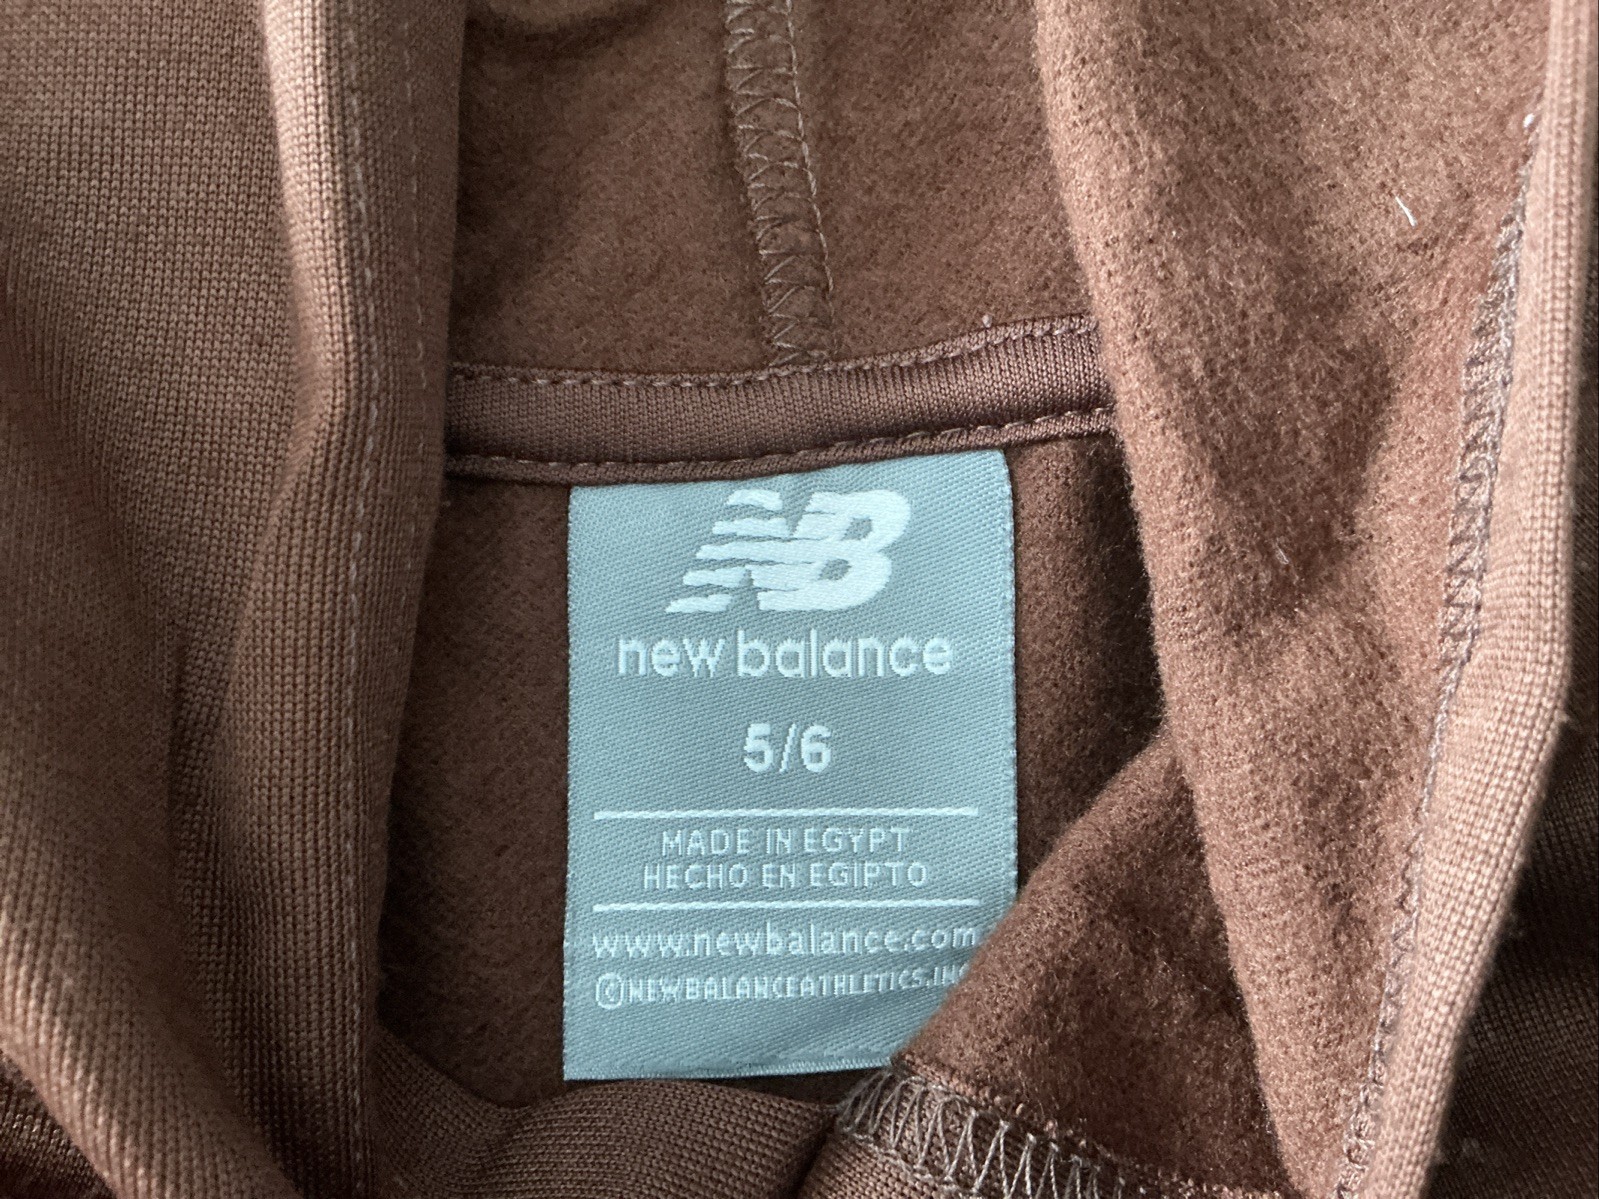 NB
new balance
5/6
MADE IN EGYPT
HECHO EN EGIPTO
www.newbalance.com
©NEWBALANCEATHLETICS.INC